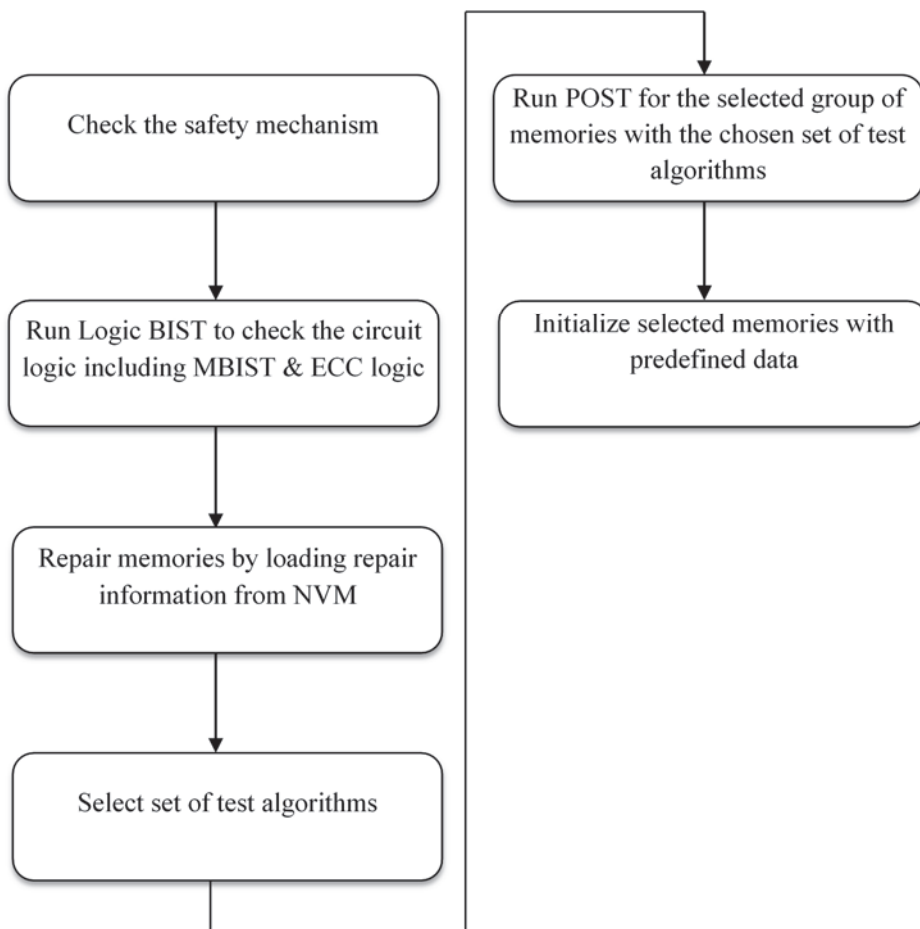 Check the safety mechanism
Run Logic BIST to check the circuit
logic including MBIST & ECC logic
Repair memories by loading repair
information from NVM
Select set of test algorithms
Run POST for the selected group of
memories with the chosen set of test
algorithms
Initialize selected memories with
predefined data